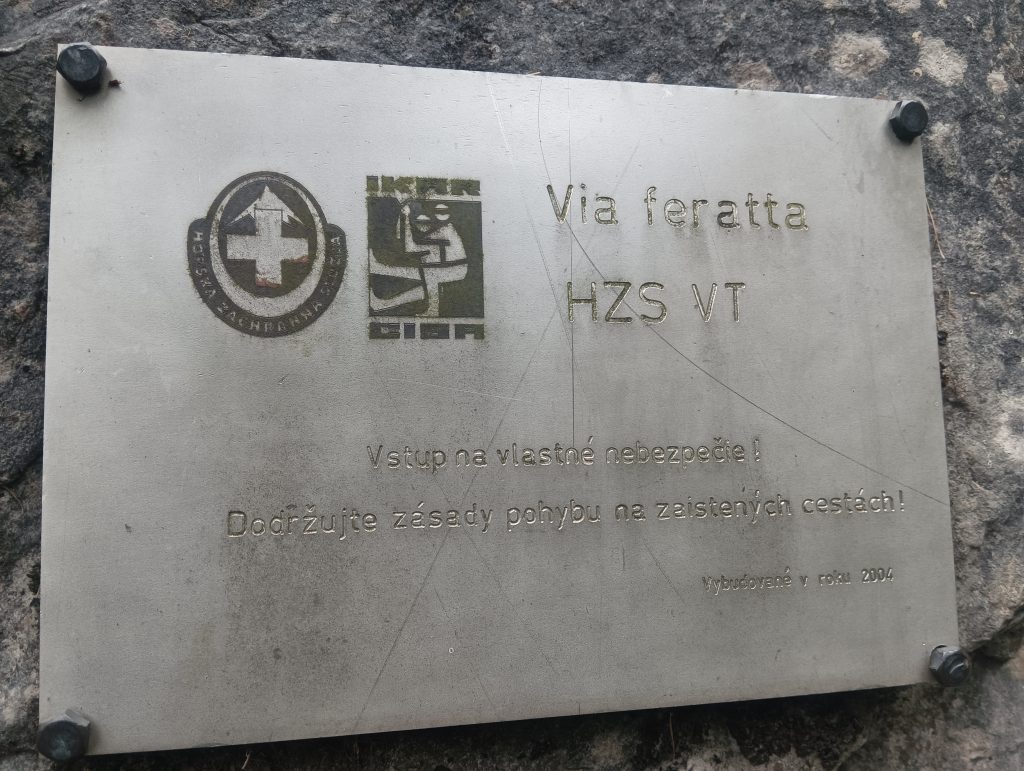 HORSKÁ ZÁCHRANNÁ SLUŽBA
IKAR
CISA
Via feratta
HZS VT
Vstup na vlastné nebezpečie!
Dodržujte zásady pohybu na zaistených cestách!
Vybudované v roku 2004